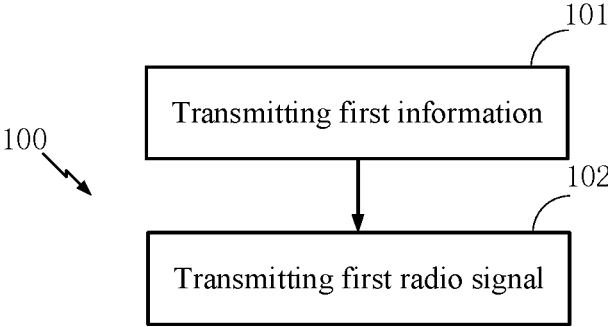 101
Transmitting first information
100
102
Transmitting first radio signal